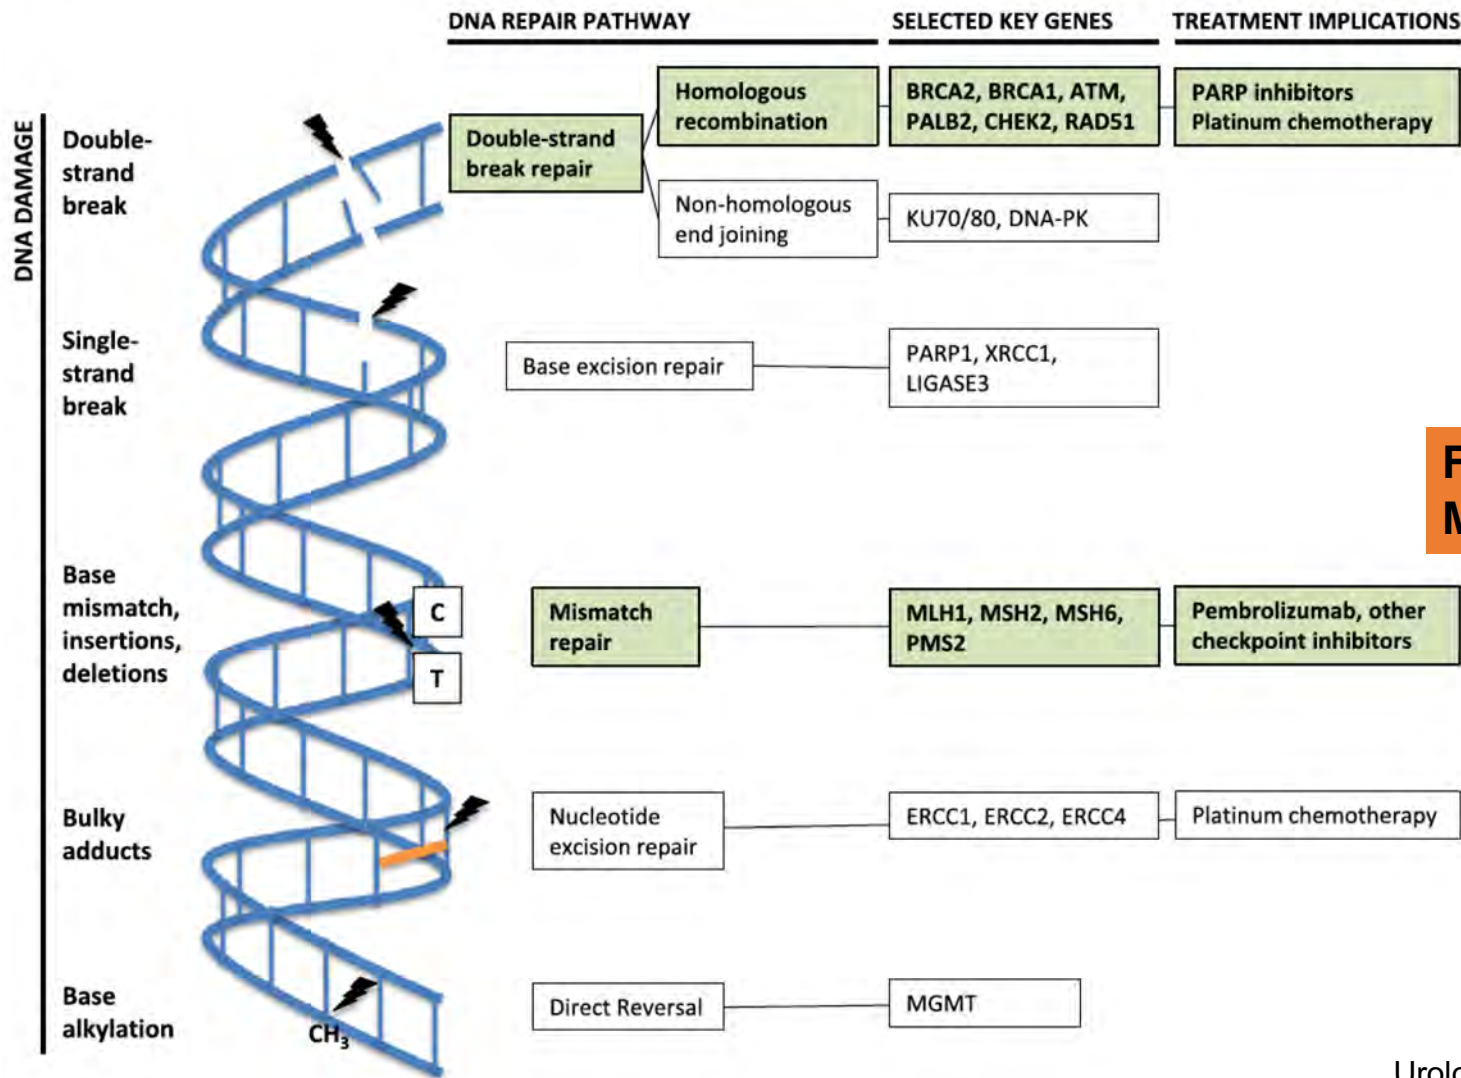 DNA REPAIR PATHWAY
SELECTED KEY GENES
TREATMENT IMPLICATIONS
DNA DAMAGE
Double-
strand
break
Double-strand
break repair
Homologous
recombination
BRCA2, BRCA1, ATM,
PALB2, CHEK2, RAD51
PARP inhibitors
Platinum chemotherapy
Non-homologous
end joining
KU70/80, DNA-PK
Single-
strand
break
Base excision repair
PARP1, XRCC1,
LIGASE3
Base
mismatch,
insertions,
deletions
C
T
Mismatch
repair
MLH1, MSH2, MSH6,
PMS2
Pembrolizumab, other
checkpoint inhibitors
Bulky
adducts
Nucleotide
excision repair
ERCC1, ERCC2, ERCC4
Platinum chemotherapy
Base
alkylation
CH₃
Direct Reversal
MGMT